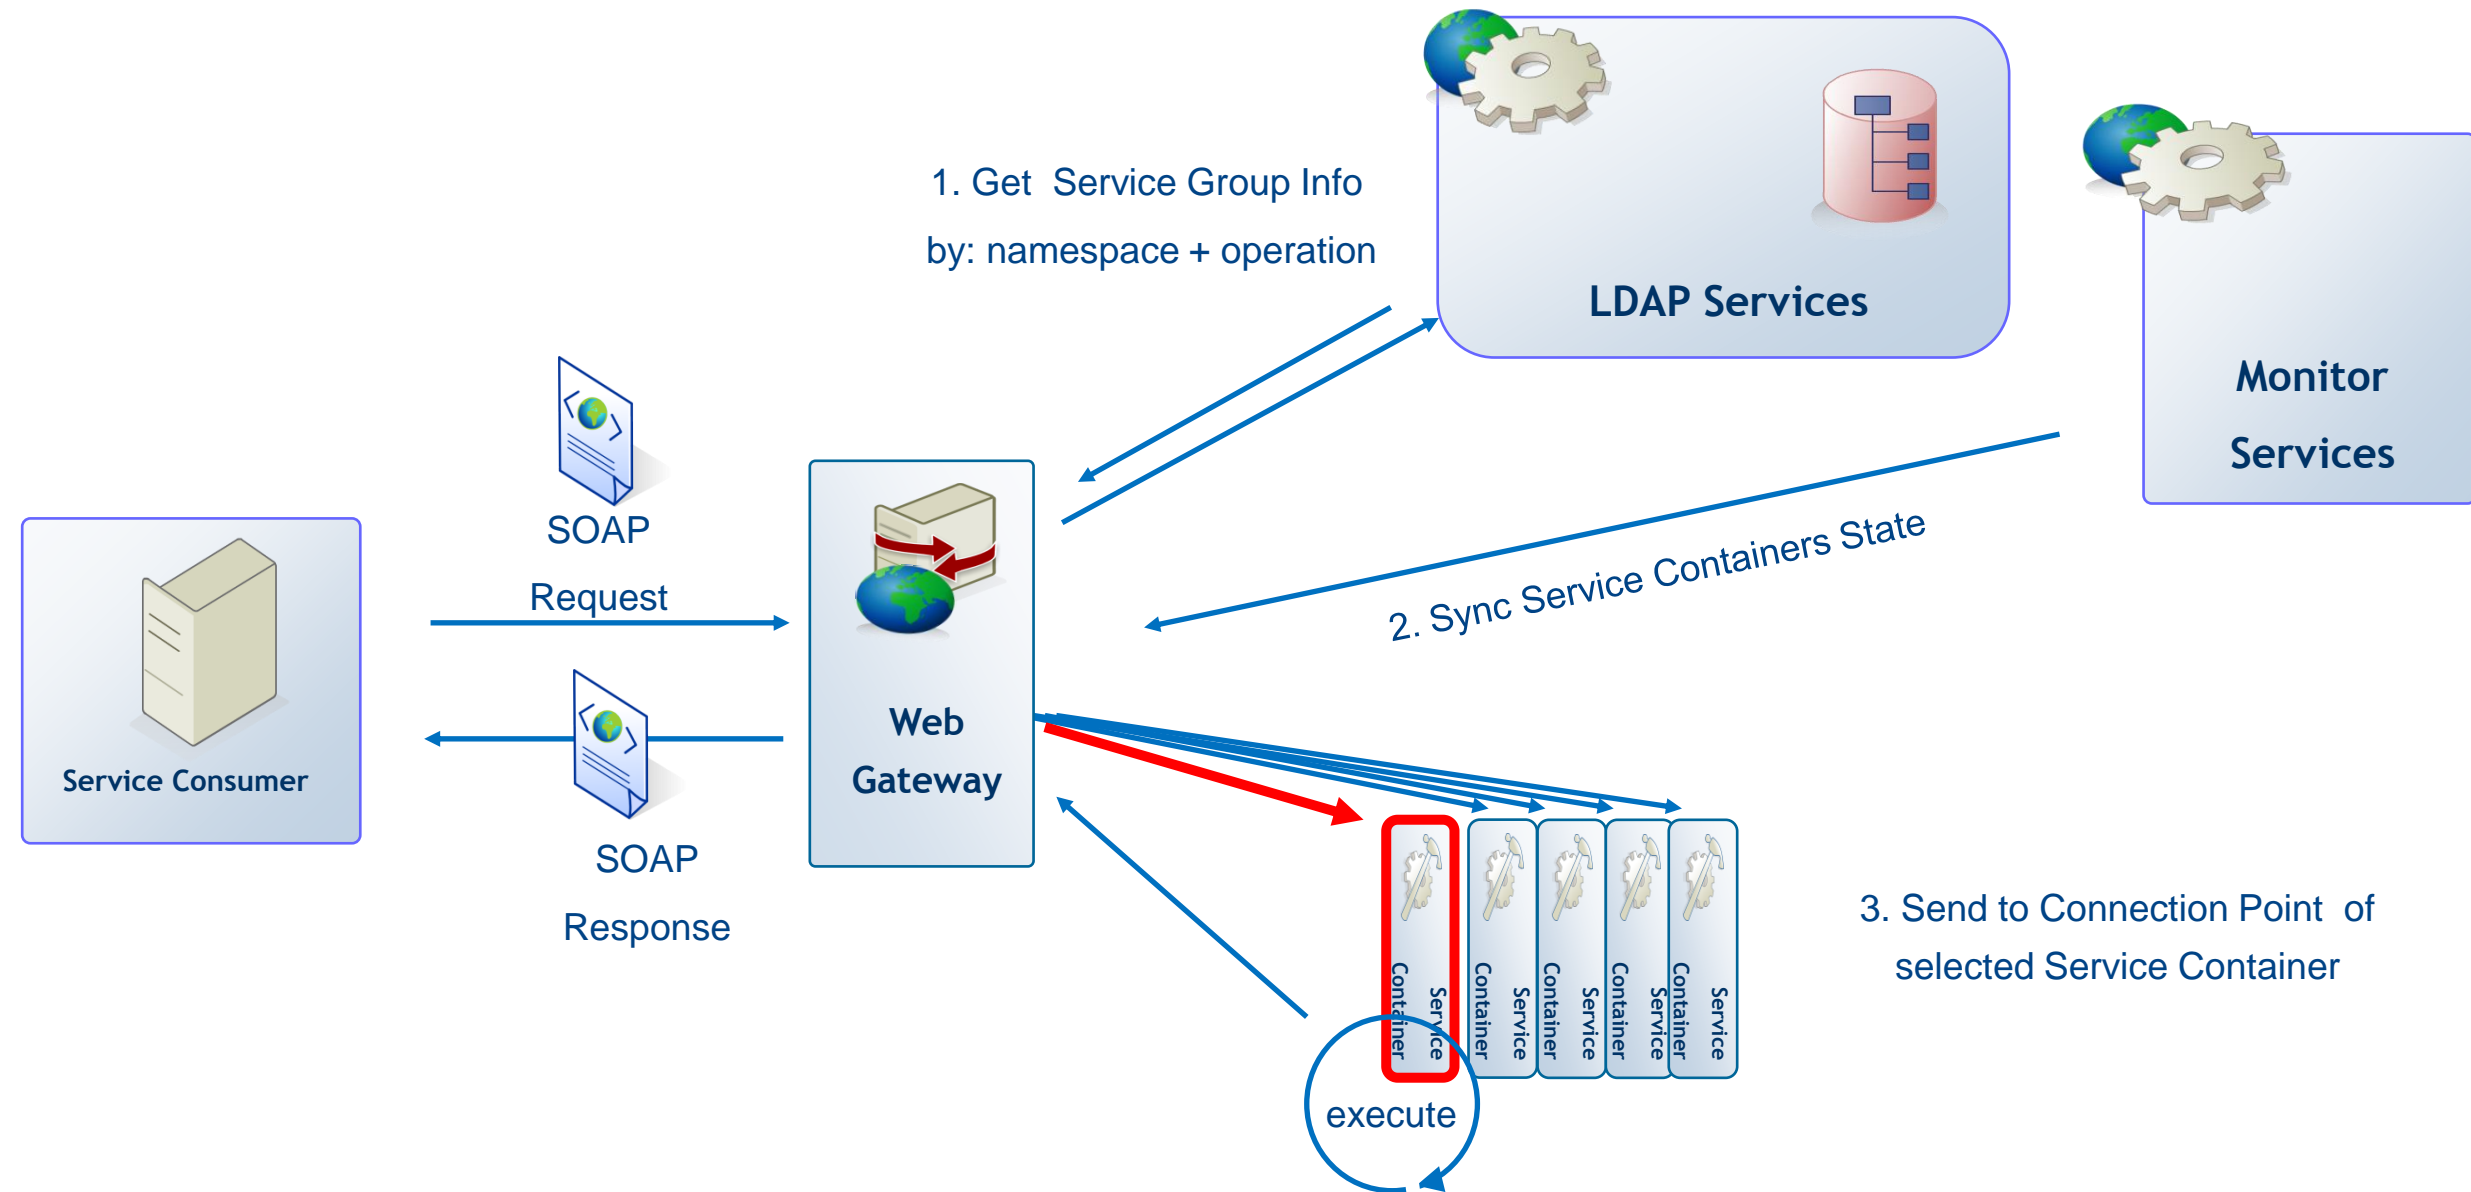 1. Get  Service Group Info
by: namespace + operation
LDAP Services
Monitor
Services
SOAP
Request
2. Sync Service Containers State
Service Consumer
Web
Gateway
SOAP
Response
Service
Container
Service
Container
Service
Container
Service
Container
Service
Container
3. Send to Connection Point  of
selected Service Container
execute